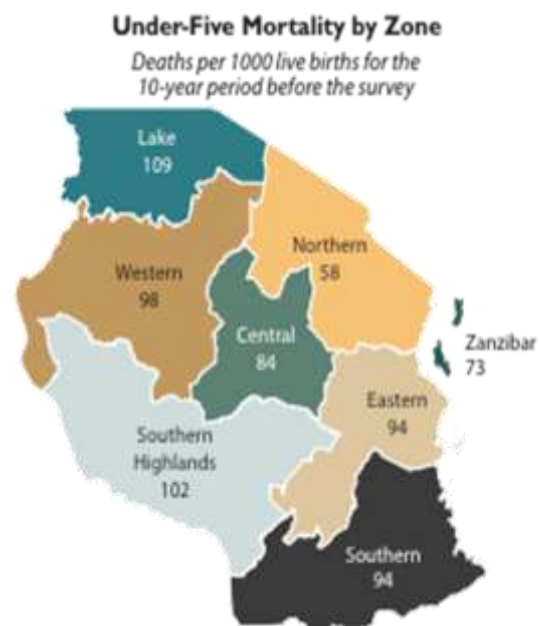 Under-Five Mortality by Zone
Deaths per 1000 live births for the
10-year period before the survey
Lake
109
Northern
58
Western
98
Central
84
Zanzibar
73
Eastern
94
Southern
Highlands
102
Southern
94